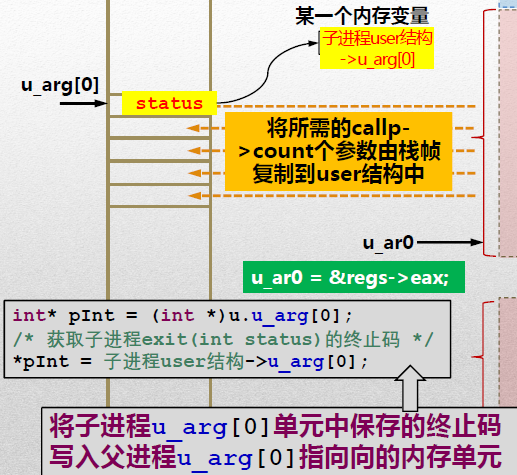 某一个内存变量
子进程user结构
->u_arg[0]
u_arg[0]
status
将所需的callp-
>count个参数由栈帧
复制到user结构中
u_ar0
u_ar0 = &regs->eax;
int* pInt = (int *)u.u_arg[0];
/* 获取子进程exit(int status)的终止码 */
*pInt = 子进程user结构->u_arg[0];
将子进程u_arg[0]单元中保存的终止码
写入父进程u_arg[0]指向向的内存单元